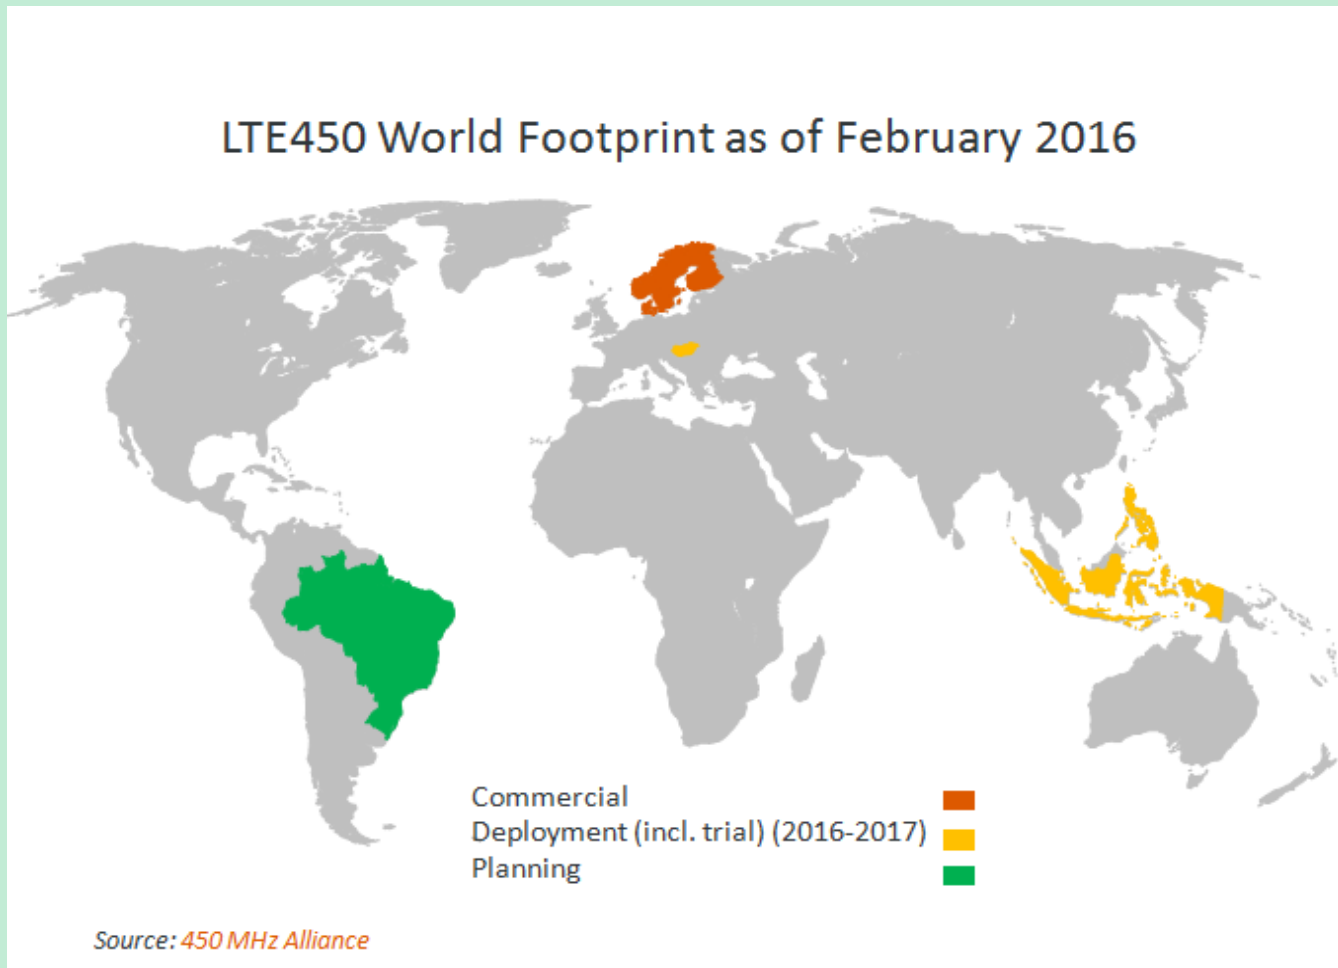 LTE450 World Footprint as of February 2016
Commercial
Deployment (incl. trial) (2016-2017)
Planning
Source: 450 MHz Alliance